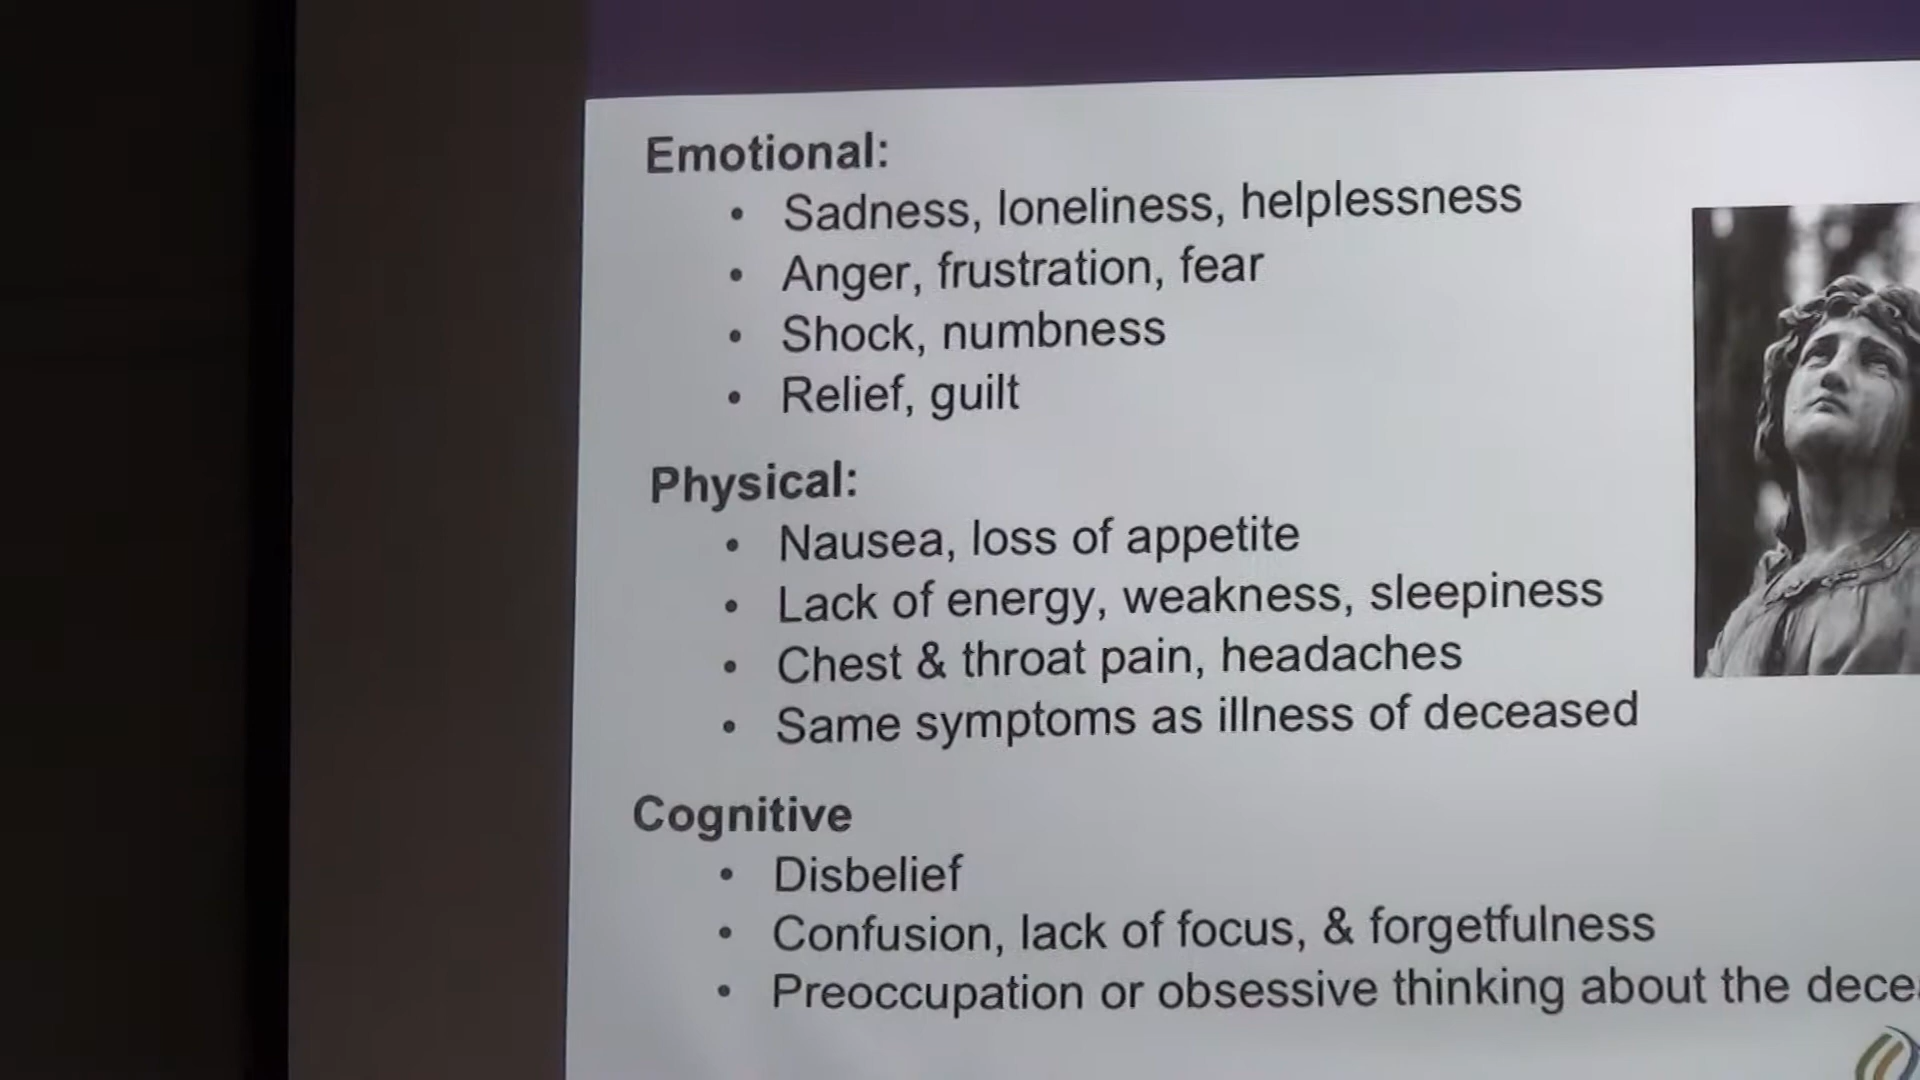 Emotional:
• Sadness, loneliness, helplessness
• Anger, frustration, fear
• Shock, numbness
• Relief, guilt
Physical:
• Nausea, loss of appetite
• Lack of energy, weakness, sleepiness
• Chest & throat pain, headaches
• Same symptoms as illness of deceased
Cognitive
• Disbelief
• Confusion, lack of focus, & forgetfulness
• Preoccupation or obsessive thinking about the